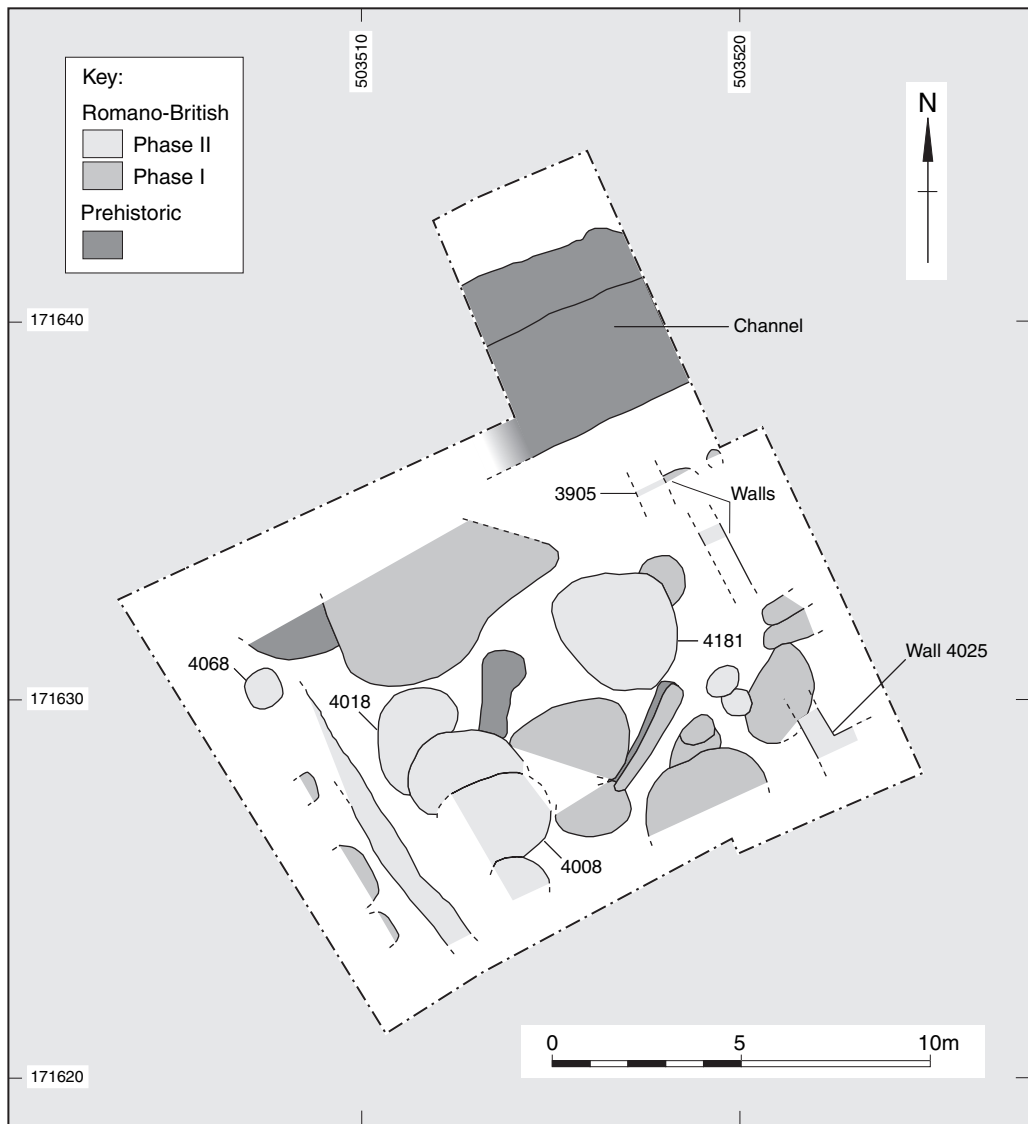 503510
503520
Key:
Romano-British
Phase II
Phase I
Prehistoric
N
171640
Channel
3905
Walls
4181
4068
Wall 4025
171630
4018
4008
0
5
10m
171620